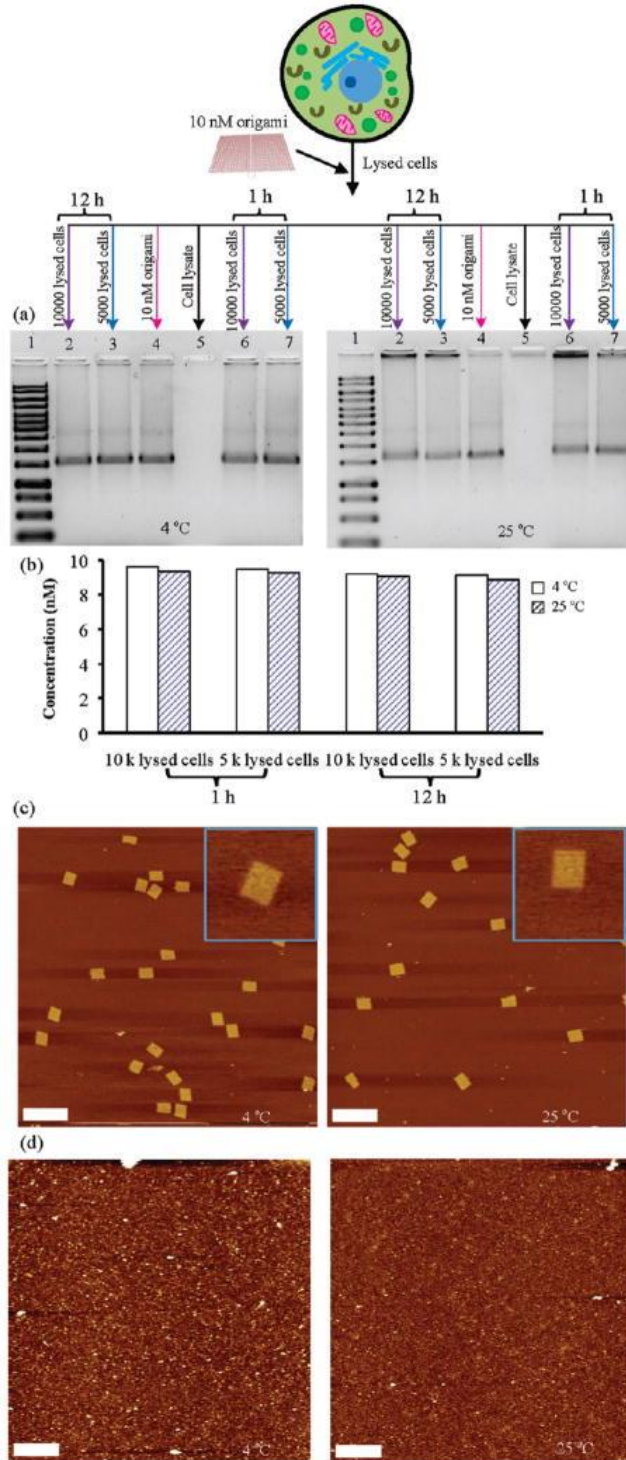 10 nM origami
Lysed cells
12 h
1 h
12 h
1 h
10000 lysed cells
5000 lysed cells
10 nM origami
Cell lysate
10000 lysed cells
5000 lysed cells
10000 lysed cells
5000 lysed cells
10 nM origami
Cell lysate
10000 lysed cells
5000 lysed cells
(a)
1 2 3 4 5 6 7
1 2 3 4 5 6 7
4 °C
25 °C
(b)
Concentration (nM)
10
8
6
4
2
0
4 °C
25 °C
10 k lysed cells 5 k lysed cells 10 k lysed cells 5 k lysed cells
1 h
12 h
(c)
4 °C
25 °C
(d)
4 °C
25 °C